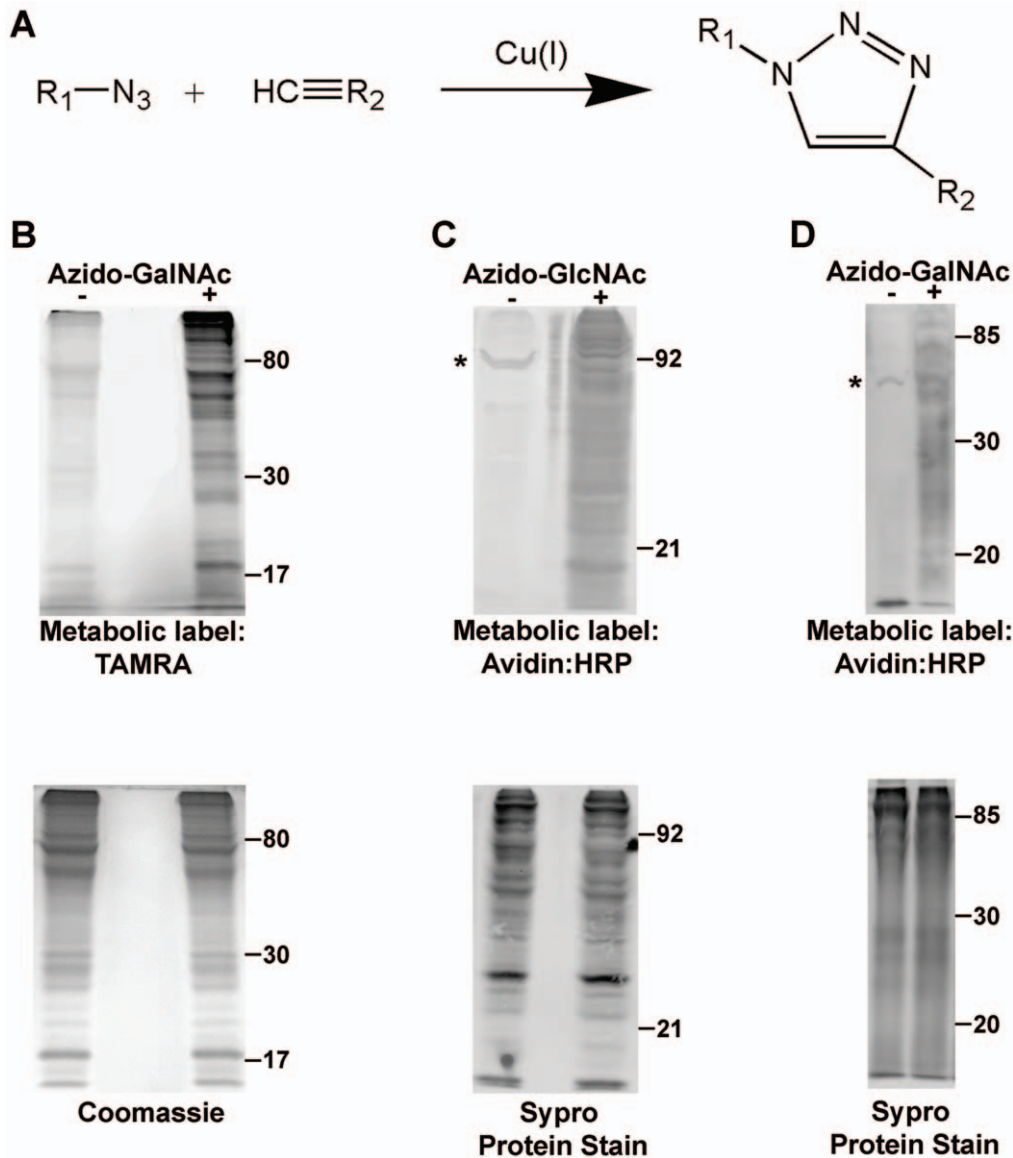 A
R1—N3 + HC≡R2 Cu(I) R1 N N N R2
B C D
Azido-GalNAc Azido-GlcNAc Azido-GalNAc
- + - + - +
80
30
17
* 92
21
* 85
30
20
Metabolic label: Metabolic label: Metabolic label:
TAMRA Avidin:HRP Avidin:HRP
80
30
17
92
21
85
30
20
Coomassie Sypro Sypro
Protein Stain Protein Stain